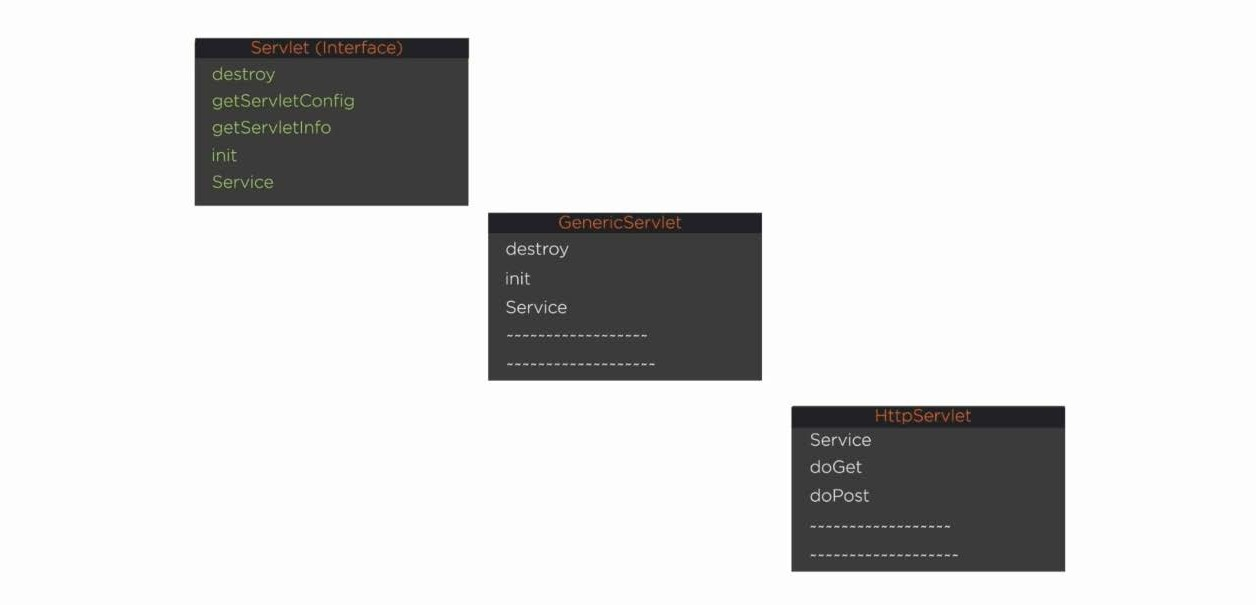 Servlet (Interface)
destroy
getServletConfig
getServletInfo
init
Service
GenericServlet
destroy
init
Service
~~~~~~~~~~~~~~~~~~
~~~~~~~~~~~~~~~~~~~
HttpServlet
Service
doGet
doPost
~~~~~~~~~~~~~~~~~~
~~~~~~~~~~~~~~~~~~~